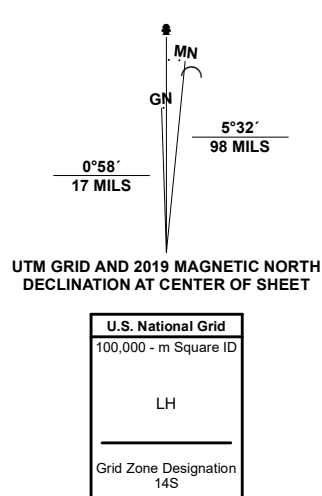 MN
GN
5°32´
98 MILS
0°58´
17 MILS
UTM GRID AND 2019 MAGNETIC NORTH
DECLINATION AT CENTER OF SHEET
U.S. National Grid
100,000 - m Square ID
LH
Grid Zone Designation
14S